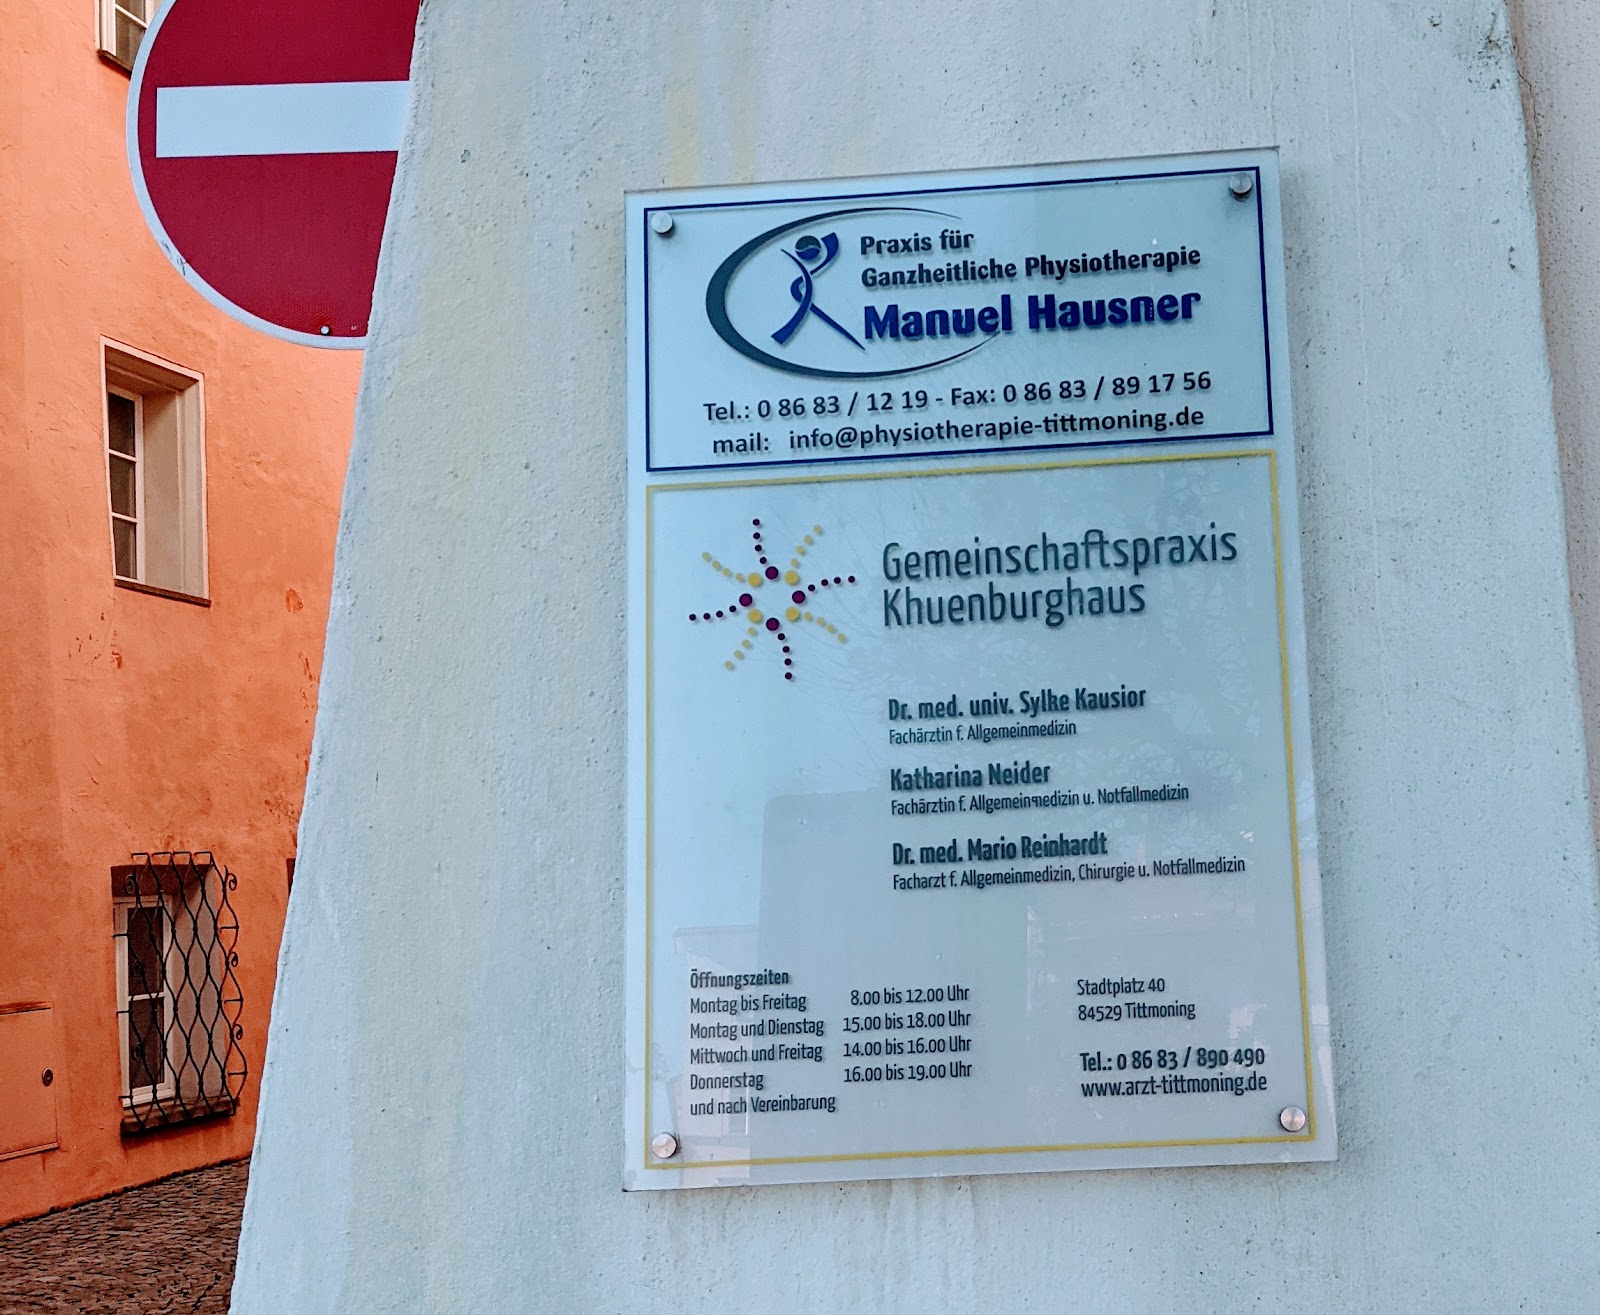 Praxis für
Ganzheitliche Physiotherapie
Manuel Hausner
Tel.: 0 86 83 / 12 19 - Fax: 0 86 83 / 89 17 56
mail: info@physiotherapie-tittmoning.de
Gemeinschaftspraxis
Khuenburghaus
Dr. med. univ. Sylke Kausior
Fachärztin f. Allgemeinmedizin
Katharina Neider
Fachärztin f. Allgemeinmedizin u. Notfallmedizin
Dr. med. Mario Reinhardt
Facharzt f. Allgemeinmedizin, Chirurgie u. Notfallmedizin
Öffnungszeiten
Montag bis Freitag 8.00 bis 12.00 Uhr
Montag und Dienstag 15.00 bis 18.00 Uhr
Mittwoch und Freitag 14.00 bis 16.00 Uhr
Donnerstag 16.00 bis 19.00 Uhr
und nach Vereinbarung
Stadtplatz 40
84529 Tittmoning
Tel.: 0 86 83 / 890 490
www.arzt-tittmoning.de